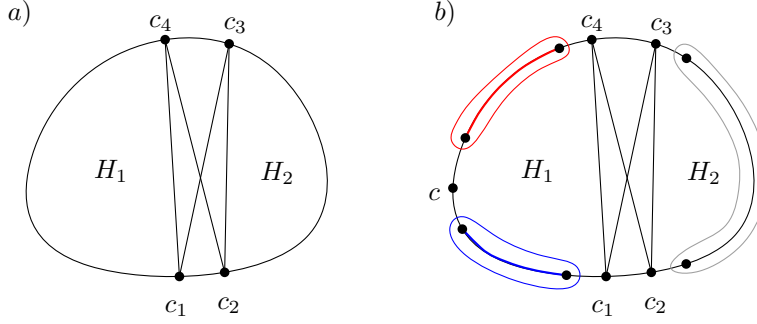 a)
c₄ c₃
H₁ H₂
c₁ c₂
b)
c₄ c₃
H₁ H₂
c
c₁ c₂